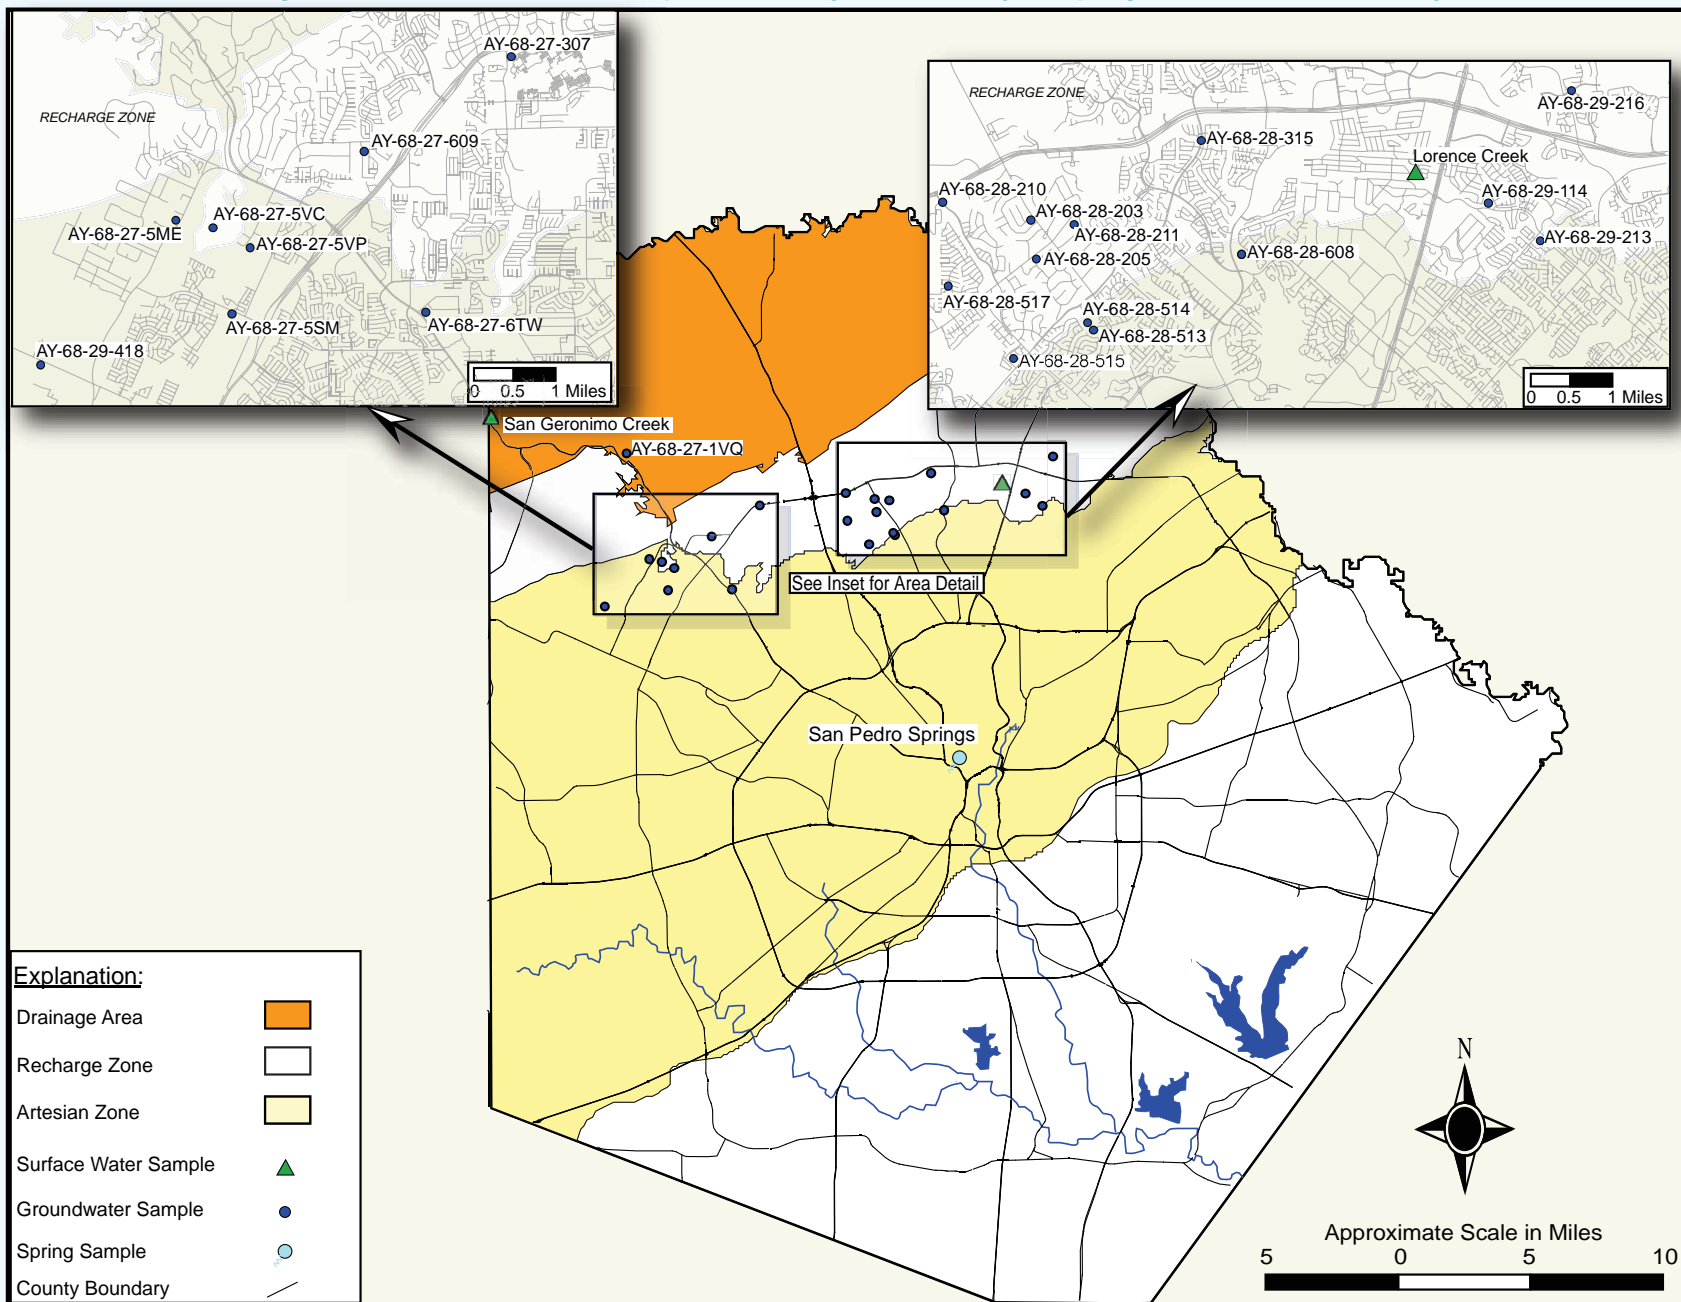 AY-68-27-307
RECHARGE ZONE
AY-68-27-609
AY-68-27-5VC
AY-68-27-5ME
AY-68-27-5VP
AY-68-27-5SM
AY-68-27-6TW
AY-68-29-418
0 0.5 1 Miles
RECHARGE ZONE
AY-68-29-216
AY-68-28-315
Lorence Creek
AY-68-28-210
AY-68-29-114
AY-68-28-203
AY-68-28-211
AY-68-29-213
AY-68-28-205
AY-68-28-608
AY-68-28-517
AY-68-28-514
AY-68-28-513
AY-68-28-515
0 0.5 1 Miles
San Geronimo Creek
AY-68-27-1VQ
See Inset for Area Detail
San Pedro Springs
Explanation:
Drainage Area
Recharge Zone
Artesian Zone
Surface Water Sample
Groundwater Sample
Spring Sample
County Boundary
N
Approximate Scale in Miles
5 0 5 10